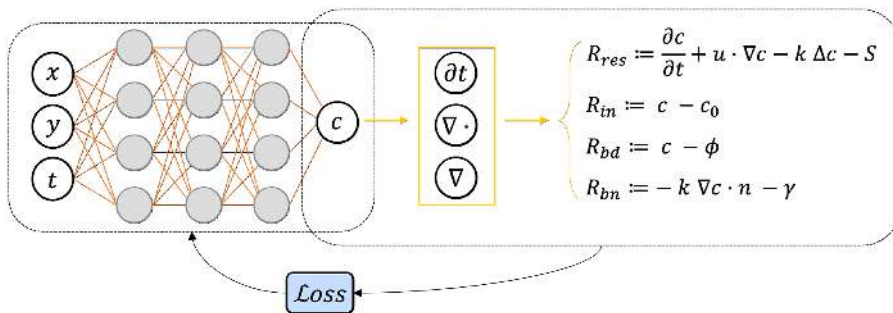 x
y
t
c
∂t
∇ ·
∇
R_res := ∂c/∂t + u · ∇c − k Δc − S
R_in := c − c_0
R_bd := c − ϕ
R_bn := − k ∇c · n − γ
ℒoss